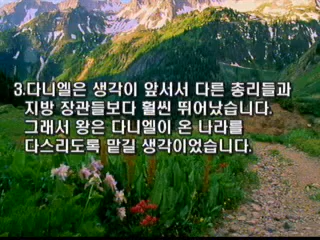 3.다니엘은 생각이 앞서서 다른 총리들과
지방 장관들보다 훨씬 뛰어났습니다.
그래서 왕은 다니엘이 온 나라를
다스리도록 맡길 생각이었습니다.